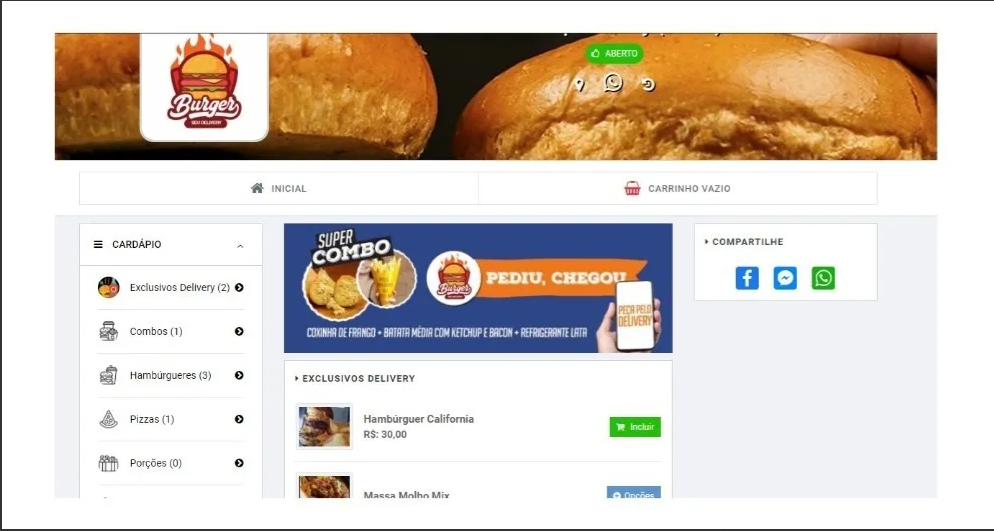 Burger
SEU DELIVERY
ABERTO
INICIAL
CARRINHO VAZIO
CARDÁPIO
Exclusivos Delivery (2)
Combos (1)
Hambúrgueres (3)
Pizzas (1)
Porções (0)
SUPER
COMBO
Burger
PEDIU, CHEGOU
PEÇA PELO
DELIVERY
COXINHA DE FRANGO + BATATA MÉDIA COM KETCHUP E BACON + REFRIGERANTE LATA
EXCLUSIVOS DELIVERY
Hambúrguer California
R$: 30,00
Incluir
Massa Molho Mix
Opções
COMPARTILHE